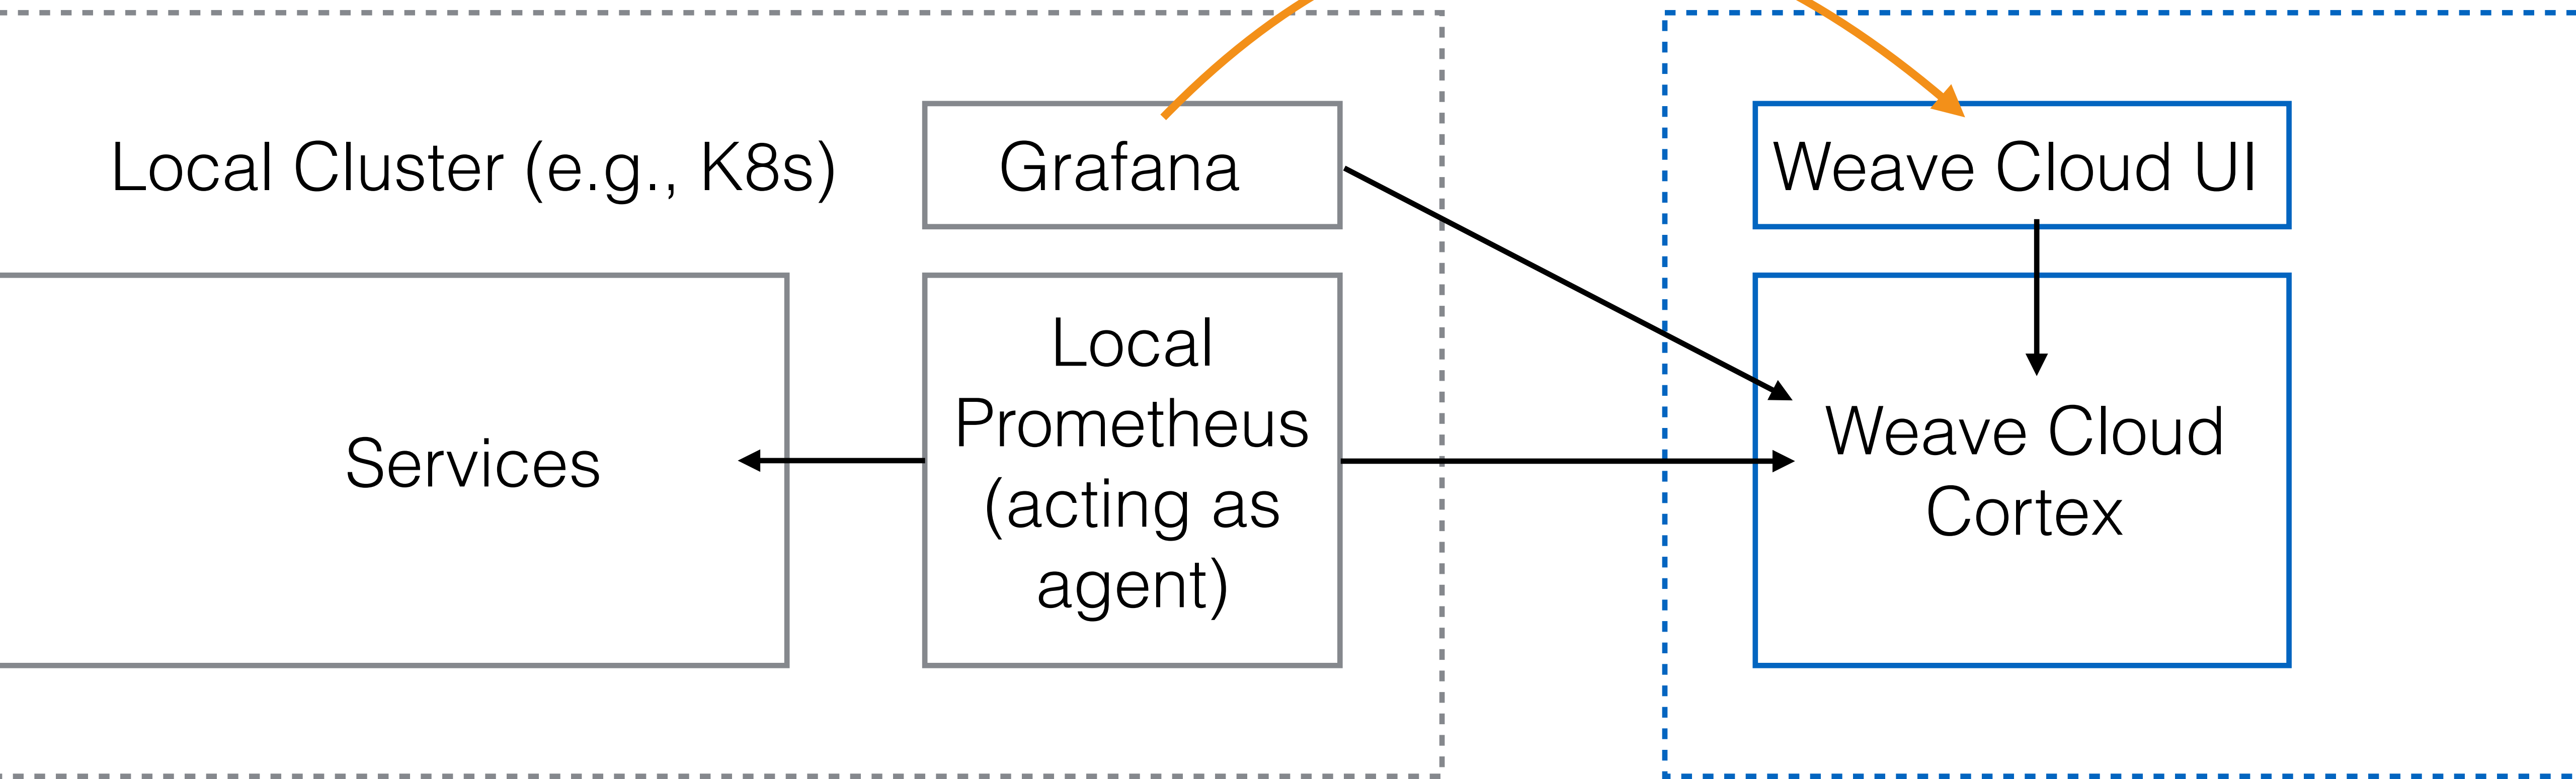 Local Cluster (e.g., K8s)
Grafana
Weave Cloud UI
Services
Local
Prometheus
(acting as
agent)
Weave Cloud
Cortex